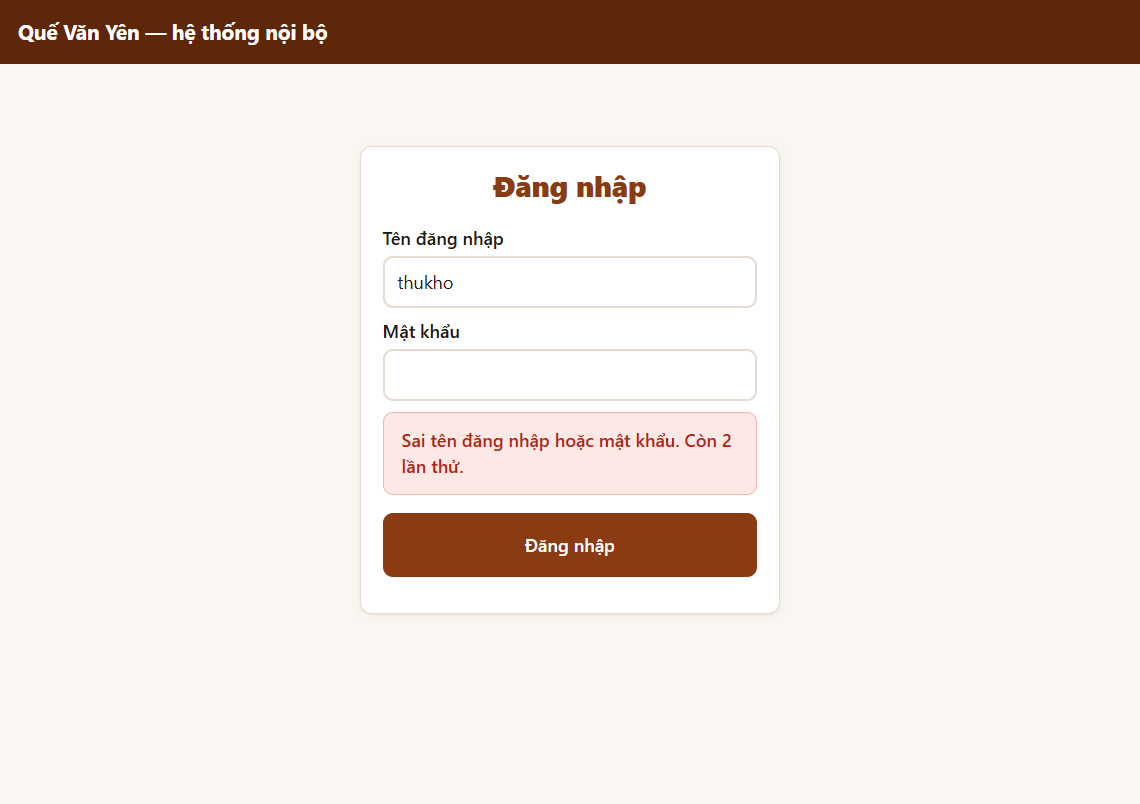 Quế Văn Yên — hệ thống nội bộ
Đăng nhập
Tên đăng nhập
thukho
Mật khẩu
Sai tên đăng nhập hoặc mật khẩu. Còn 2
lần thử.
Đăng nhập